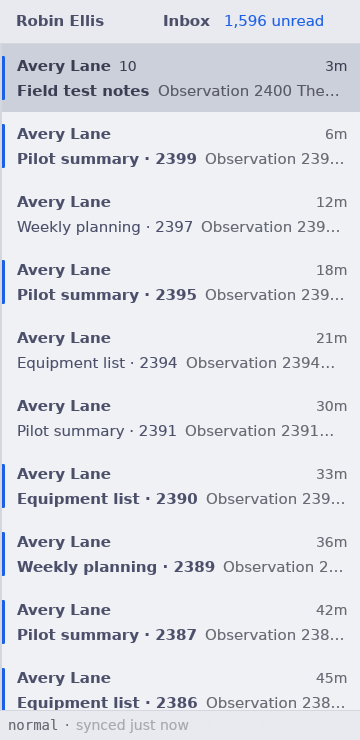 Robin Ellis Inbox 1,596 unread
Avery Lane 10 3m
Field test notes Observation 2400 The...
Avery Lane 6m
Pilot summary · 2399 Observation 239...
Avery Lane 12m
Weekly planning · 2397 Observation 239...
Avery Lane 18m
Pilot summary · 2395 Observation 239...
Avery Lane 21m
Equipment list · 2394 Observation 2394...
Avery Lane 30m
Pilot summary · 2391 Observation 2391...
Avery Lane 33m
Equipment list · 2390 Observation 239...
Avery Lane 36m
Weekly planning · 2389 Observation 2...
Avery Lane 42m
Pilot summary · 2387 Observation 238...
Avery Lane 45m
Equipment list · 2386 Observation 238...
normal · synced just now